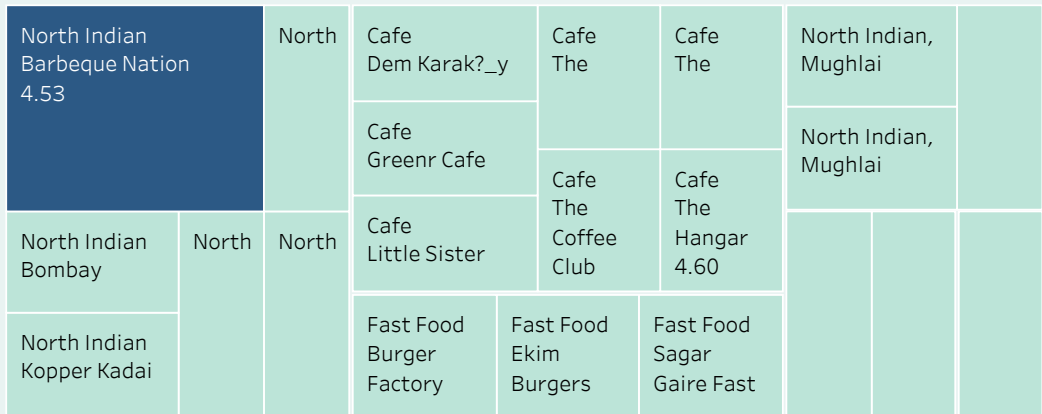 North Indian
Barbeque Nation
4.53
North
North Indian
Bombay
North
North
North Indian
Kopper Kadai
Cafe
Dem Karak?_y
Cafe
Greenr Cafe
Cafe
Little Sister
Cafe
The
Cafe
The
Cafe
The
Coffee
Club
Cafe
The
Hangar
4.60
Fast Food
Burger
Factory
Fast Food
Ekim
Burgers
Fast Food
Sagar
Gaire Fast
North Indian,
Mughlai
North Indian,
Mughlai